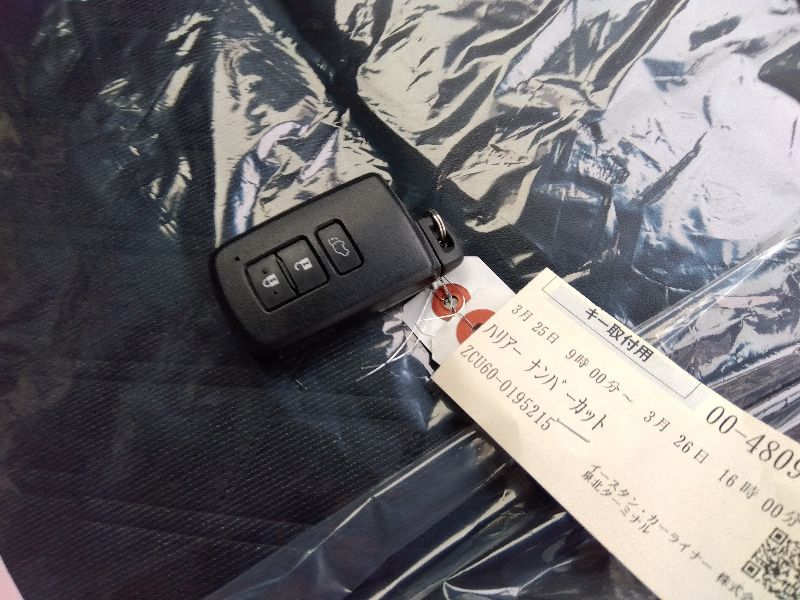 キー取付用
00-4809
3月 25日 9時 00分 ~ 3月 26日 16時 00分
ハリアー ナンバーカット
ZCU60-0195215
イースタン・カーライナー 株式会
泉北ターミナル